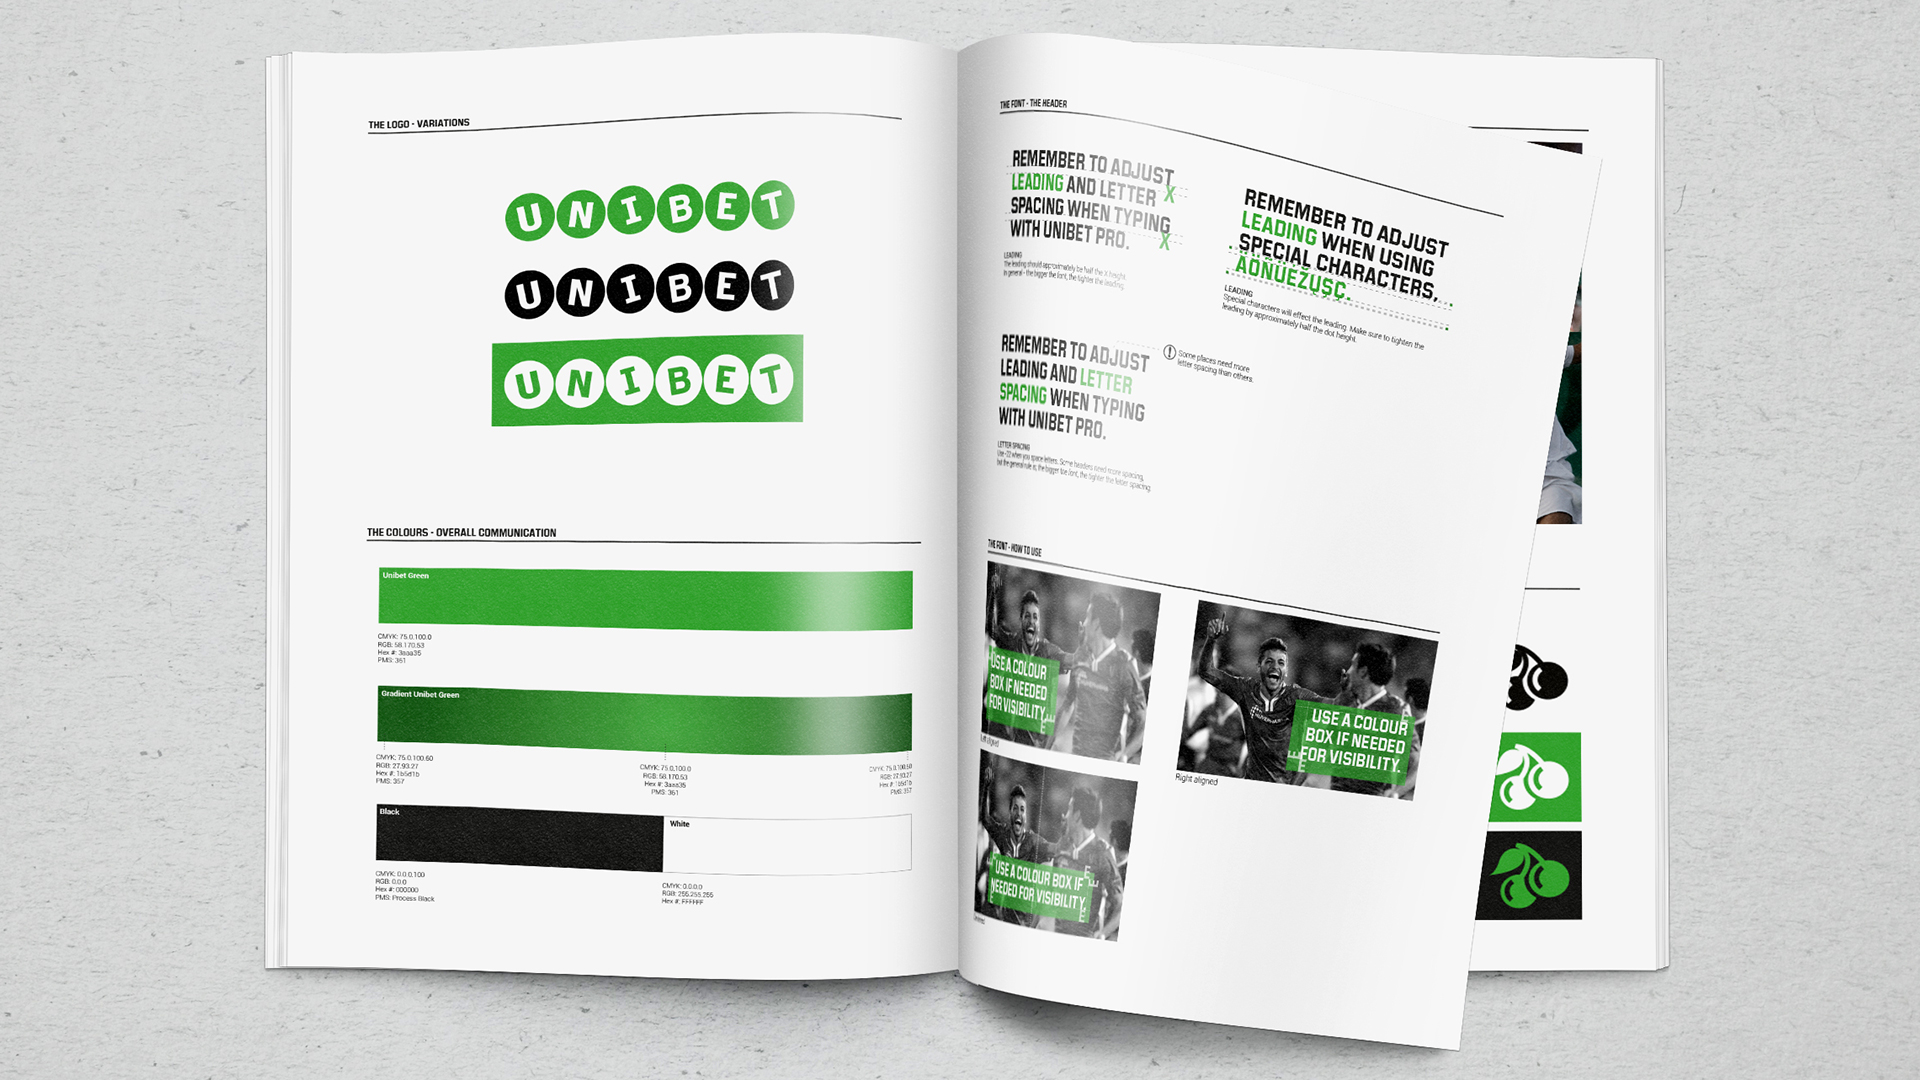 THE LOGO - VARIATIONS
UNIBET
UNIBET
UNIBET
THE COLOURS - OVERALL COMMUNICATION
Unibet Green
CMYK: 75.0.100.0
RGB: 58.170.53
Hex #: 3aaa35
PMS: 361
Gradient Unibet Green
CMYK: 75.0.100.60
RGB: 27.93.27
Hex #: 1b5d1b
PMS: 357
CMYK: 75.0.100.0
RGB: 58.170.53
Hex #: 3aaa35
PMS: 361
CMYK: 75.0.100.60
RGB: 27.93.27
Hex #: 1b5d1b
PMS: 357
Black
CMYK: 0.0.0.100
RGB: 0.0.0
Hex #: 000000
PMS: Process Black
White
CMYK: 0.0.0.0
RGB: 255.255.255
Hex #: FFFFFF
THE FONT - THE HEADER
REMEMBER TO ADJUST
LEADING AND LETTER X
SPACING WHEN TYPING
WITH UNIBET PRO. X
LEADING
The leading should approximately be half the X height.
In general - the bigger the font, the tighter the leading.
REMEMBER TO ADJUST
LEADING WHEN USING
SPECIAL CHARACTERS,
LEADING
Special characters will effect the leading. Make sure to tighten the
leading by approximately half the dot height.
REMEMBER TO ADJUST
LEADING AND LETTER
SPACING WHEN TYPING
WITH UNIBET PRO.
LETTER SPACING
Use -22 when you space letters. Some headers need more spacing,
but the general rule is, the bigger the font, the tighter the letter spacing.
! Some places need more
letter spacing than others.
THE FONT - HOW TO USE
USE A COLOUR
BOX IF NEEDED
FOR VISIBILITY.
Left aligned
USE A COLOUR
BOX IF NEEDED
FOR VISIBILITY.
Right aligned
USE A COLOUR BOX IF
NEEDED FOR VISIBILITY.